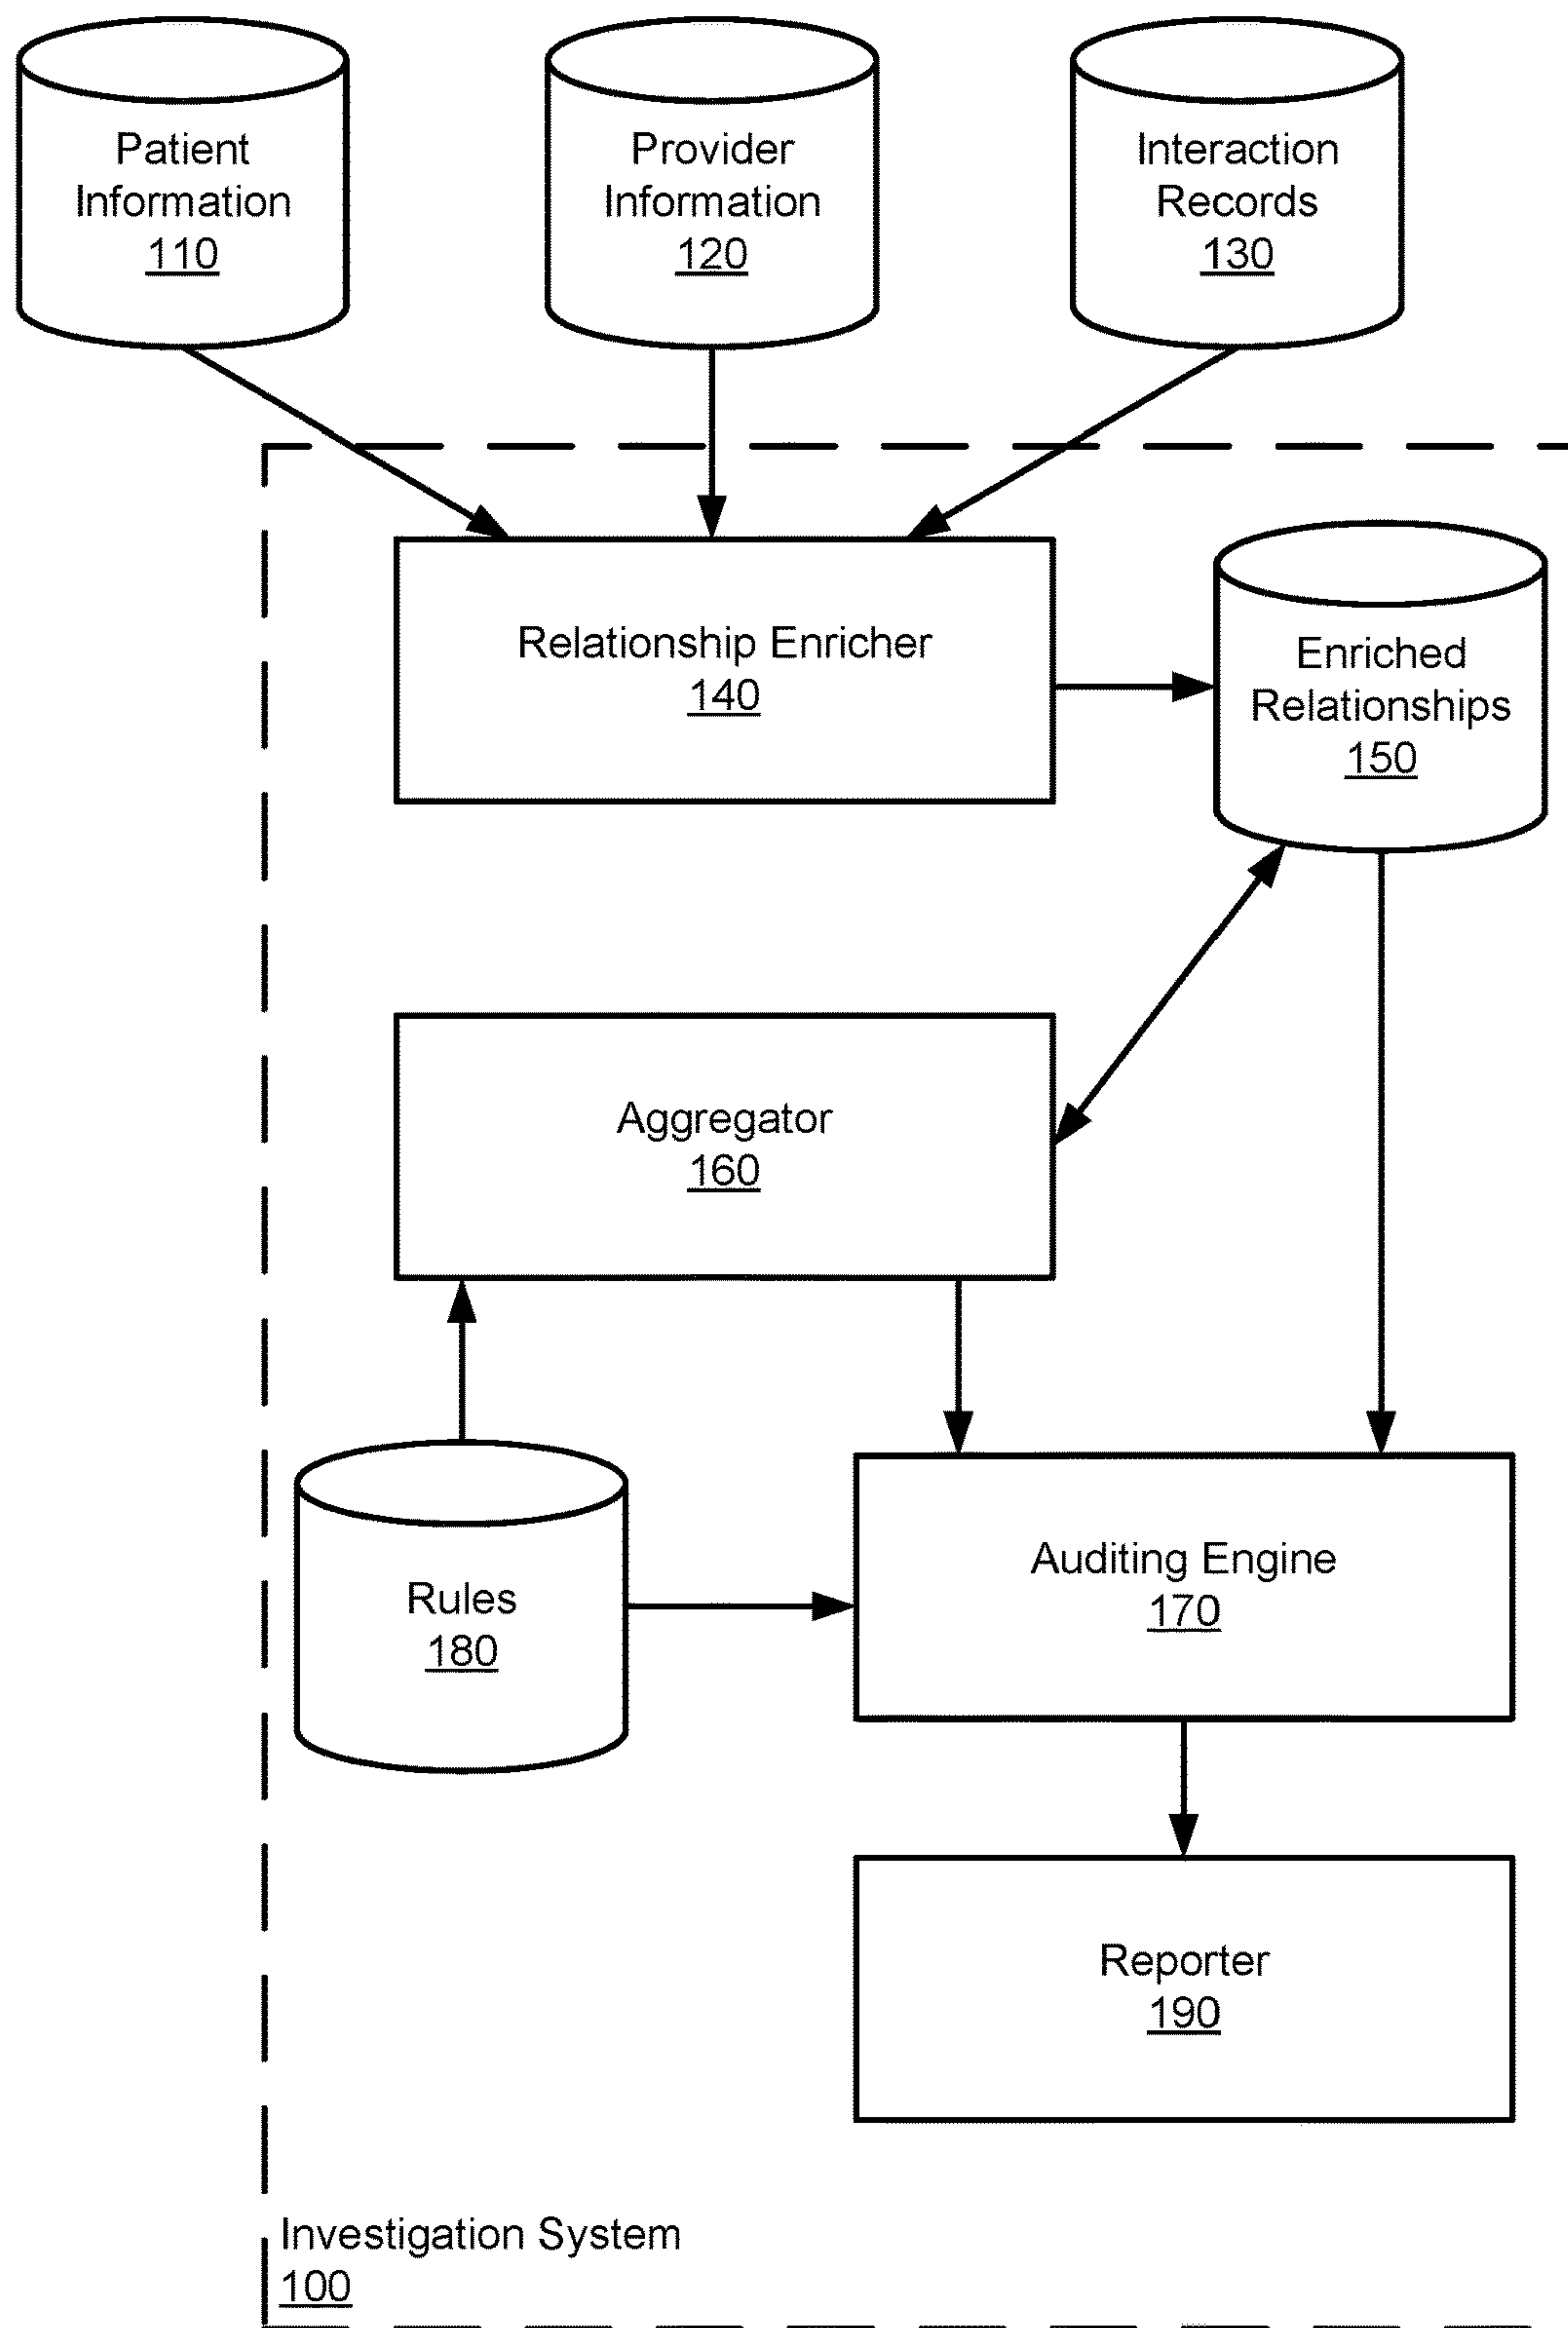 Patient
Information
110
Provider
Information
120
Interaction
Records
130
Relationship Enricher
140
Enriched
Relationships
150
Aggregator
160
Rules
180
Auditing Engine
170
Reporter
190
Investigation System
100